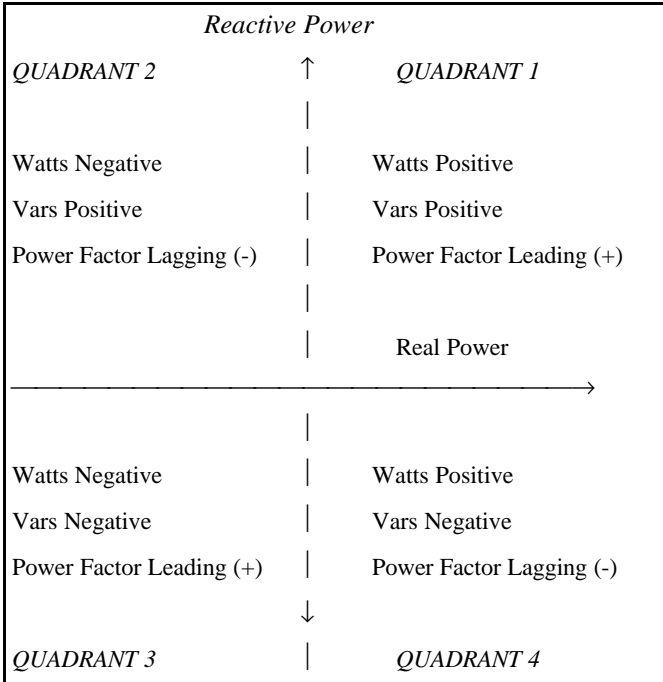 Reactive Power
QUADRANT 2 ↑ QUADRANT 1
|
Watts Negative | Watts Positive
Vars Positive | Vars Positive
Power Factor Lagging (-) | Power Factor Leading (+)
|
| Real Power
|
Watts Negative | Watts Positive
Vars Negative | Vars Negative
Power Factor Leading (+) | Power Factor Lagging (-)
↓
QUADRANT 3 | QUADRANT 4